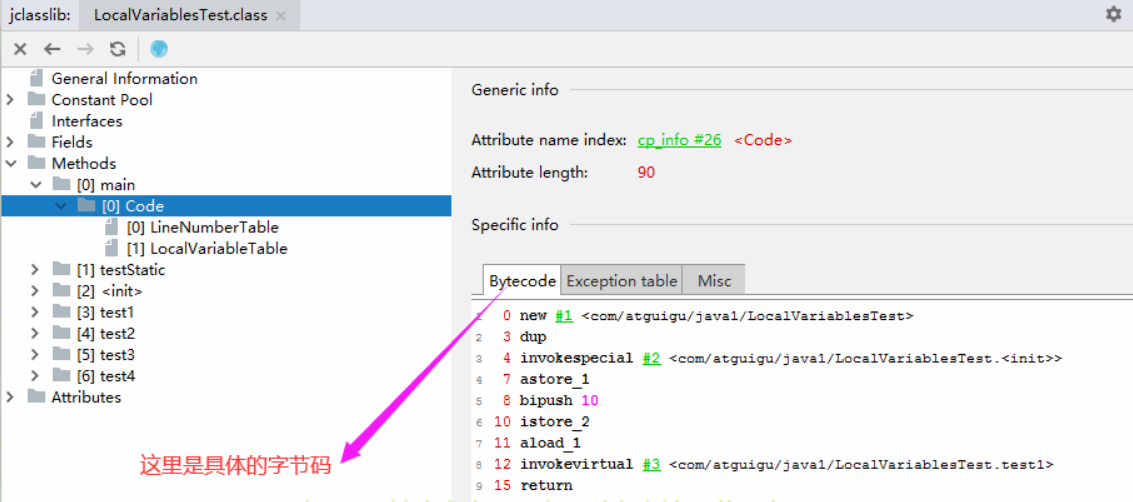 jclasslib: LocalVariablesTest.class
General Information
Constant Pool
Interfaces
Fields
Methods
[0] main
[0] Code
[0] LineNumberTable
[1] LocalVariableTable
[1] testStatic
[2] <init>
[3] test1
[4] test2
[5] test3
[6] test4
Attributes
Generic info
Attribute name index: cp_info #26 <Code>
Attribute length: 90
Specific info
Bytecode Exception table Misc
1 0 new #1 <com/atguigu/java1/LocalVariablesTest>
2 3 dup
3 4 invokespecial #2 <com/atguigu/java1/LocalVariablesTest.<init>>
4 7 astore_1
5 8 bipush 10
6 10 istore_2
7 11 aload_1
8 12 invokevirtual #3 <com/atguigu/java1/LocalVariablesTest.test1>
9 15 return
这里是具体的字节码